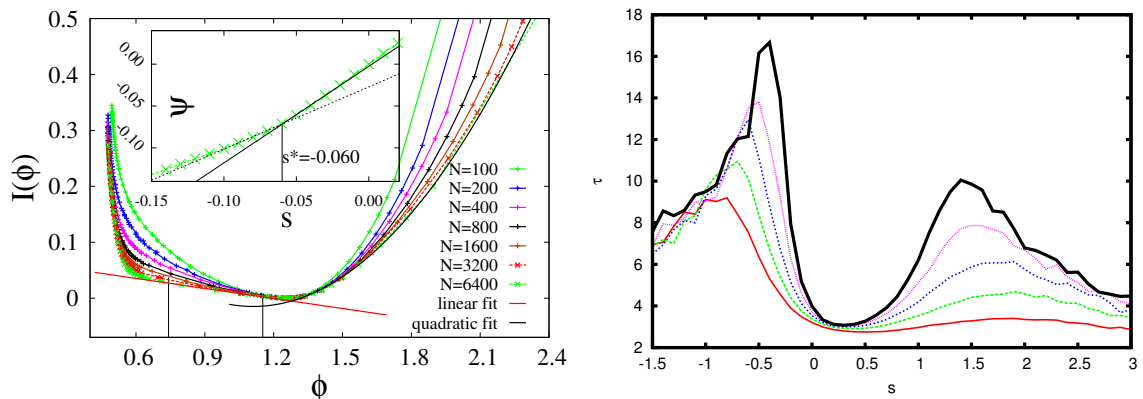 0.5
0.4
0.3
0.2
0.1
0
I(ϕ)
0.6
0.9
1.2
1.5
1.8
2.1
2.4
ϕ
0.00
-0.05
-0.10
ψ
s*=-0.060
-0.15
-0.10
-0.05
0.00
s
N=100
N=200
N=400
N=800
N=1600
N=3200
N=6400
linear fit
quadratic fit
18
16
14
12
10
8
6
4
2
τ
-1.5
-1
-0.5
0
0.5
1
1.5
2
2.5
3
s